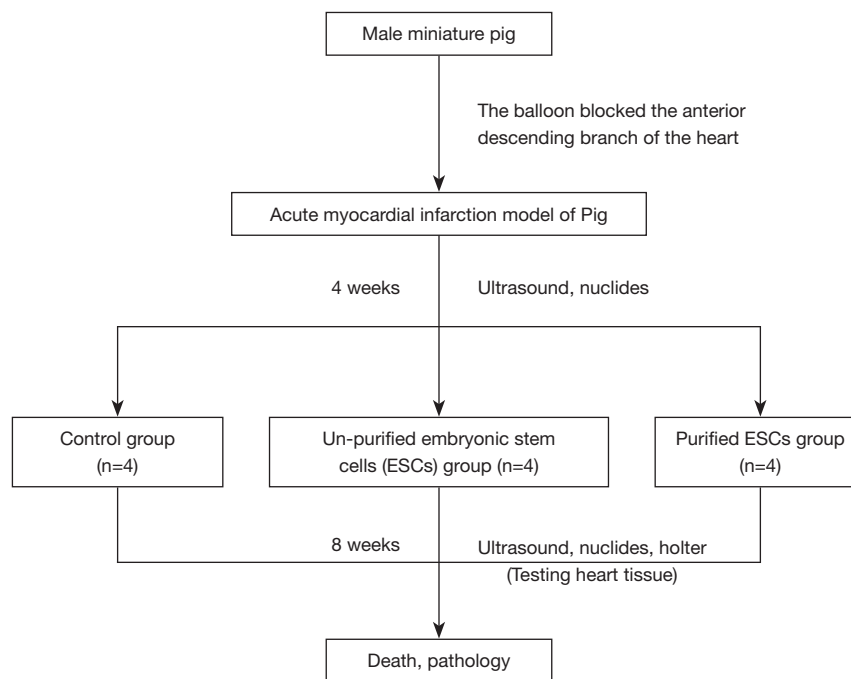 Male miniature pig
The balloon blocked the anterior
descending branch of the heart
Acute myocardial infarction model of Pig
4 weeks
Ultrasound, nuclides
Control group
(n=4)
Un-purified embryonic stem
cells (ESCs) group (n=4)
Purified ESCs group
(n=4)
8 weeks
Ultrasound, nuclides, holter
(Testing heart tissue)
Death, pathology